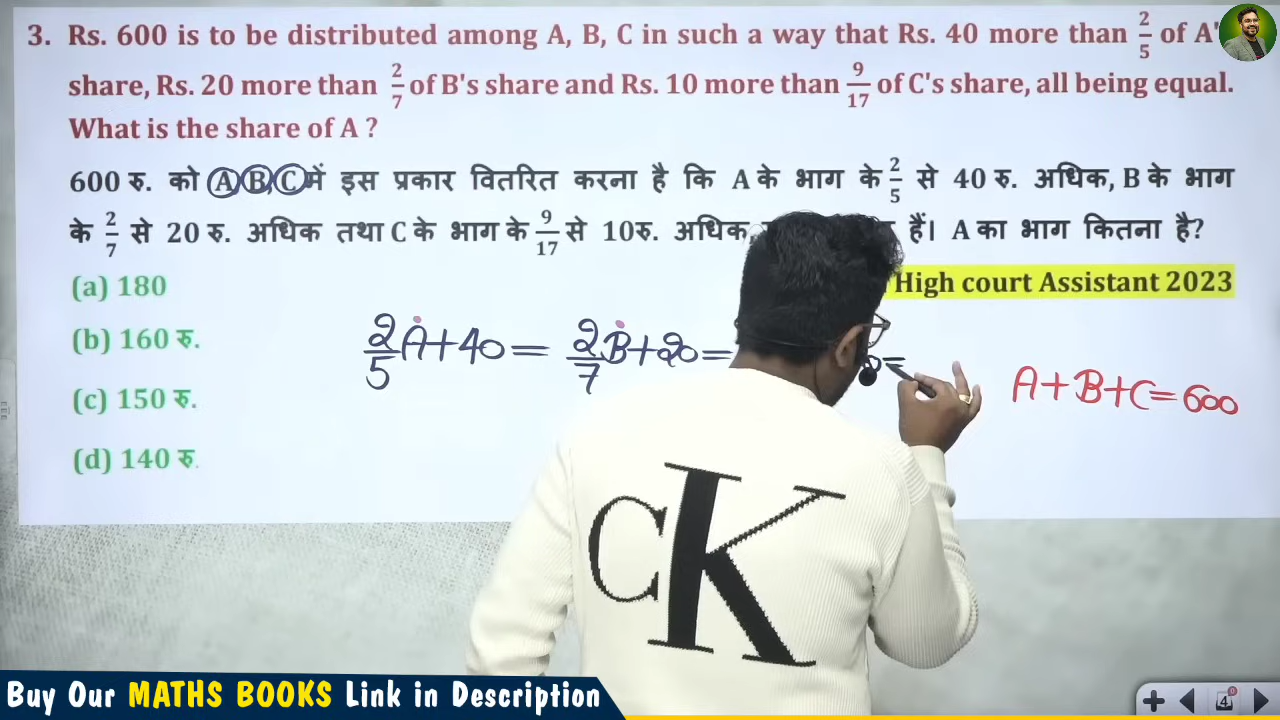 3. Rs. 600 is to be distributed among A, B, C in such a way that Rs. 40 more than 2/5 of A'
share, Rs. 20 more than 2/7 of B's share and Rs. 10 more than 9/17 of C's share, all being equal.
What is the share of A ?
600 रु. को A B, C में इस प्रकार वितरित करना है कि A के भाग के 2/5 से 40 रु. अधिक, B के भाग
के 2/7 से 20 रु. अधिक तथा C के भाग के 9/17 से 10रु. अधिक, हैं। A का भाग कितना है?
High court Assistant 2023
(a) 180
(b) 160 रु.
(c) 150 रु.
(d) 140 रु.
2/5 A+40= 2/7 B+20= =
A+B+C=600
CK
Buy Our MATHS BOOKS Link in Description
4